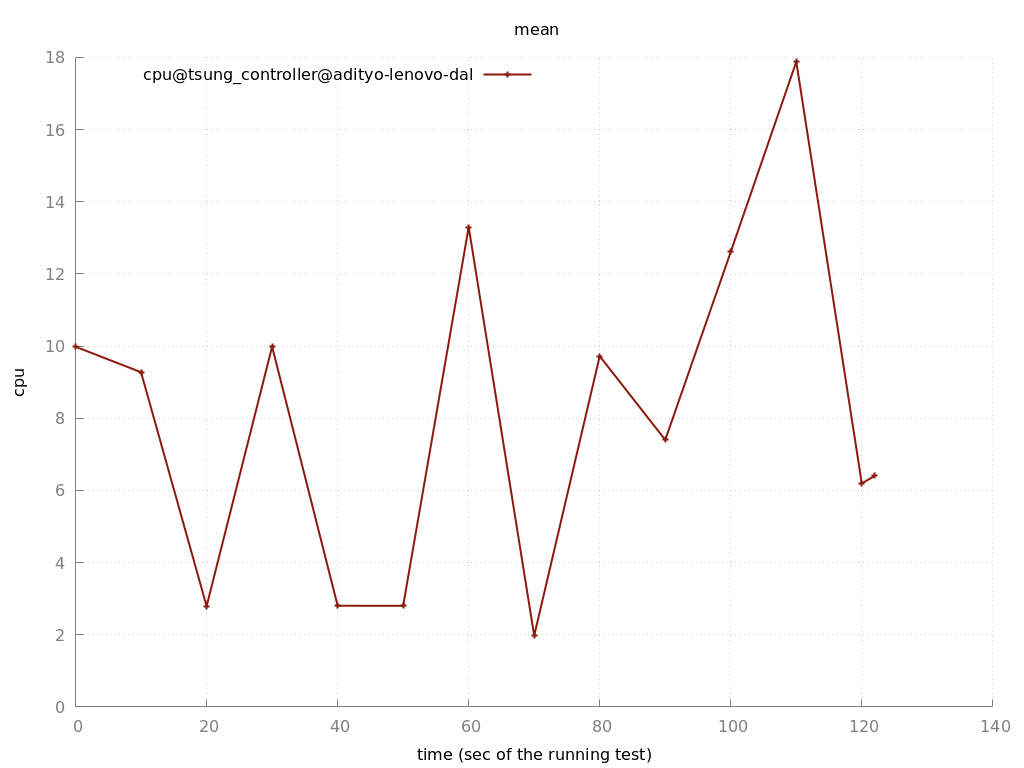 mean
18
cpu@tsung_controller@adityo-lenovo-dal
16
14
12
10
8
6
4
2
0
cpu
0 20 40 60 80 100 120 140
time (sec of the running test)